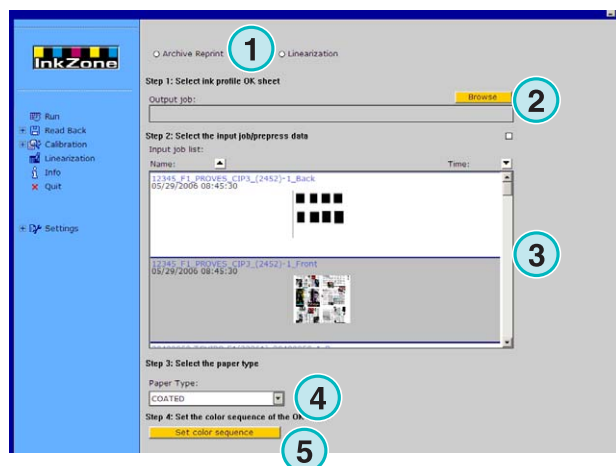 InkZone
Archive Reprint
1
Linearization
Step 1: Select ink profile OK sheet
Output job:
Browse
2
Run
Read Back
Calibration
Linearization
Info
Quit
Settings
Step 2: Select the input job/prepress data
Input job list:
Name:
Time:
12345_F1_PROVES_CIP3_(2452)-1_Back
05/29/2006 08:45:30
3
12345_F1_PROVES_CIP3_(2452)-1_Front
05/29/2006 08:45:30
Step 3: Select the paper type
Paper Type:
COATED
4
Step 4: Set the color sequence of the OK
Set color sequence
5